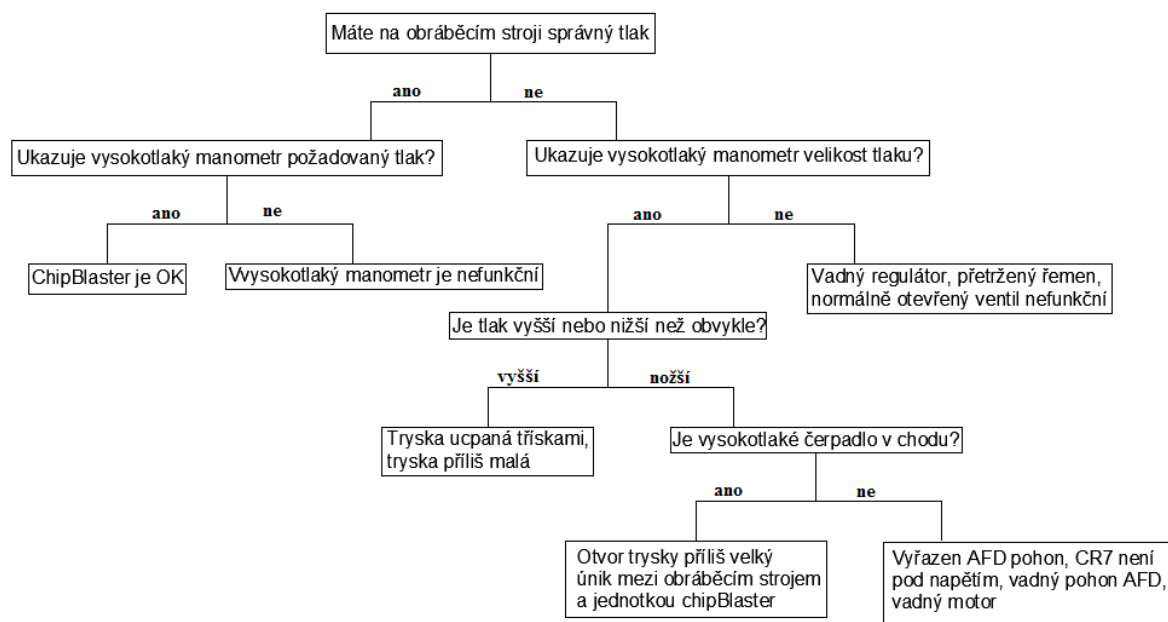 Máte na obráběcím stroji správný tlak
ano
ne
Ukazuje vysokotlaký manometr požadovaný tlak?
Ukazuje vysokotlaký manometr velikost tlaku?
ano
ne
ano
ne
ChipBlaster je OK
Vvysokotlaký manometr je nefunkční
Vadný regulátor, přetržený řemen,
normálně otevřený ventil nefunkční
Je tlak vyšší nebo nižší než obvykle?
vyšší
nožší
Tryska ucpaná třískami,
tryska příliš malá
Je vysokotlaké čerpadlo v chodu?
ano
ne
Otvor trysky příliš velký
únik mezi obráběcím strojem
a jednotkou chipBlaster
Vyřazen AFD pohon, CR7 není
pod napětím, vadný pohon AFD,
vadný motor